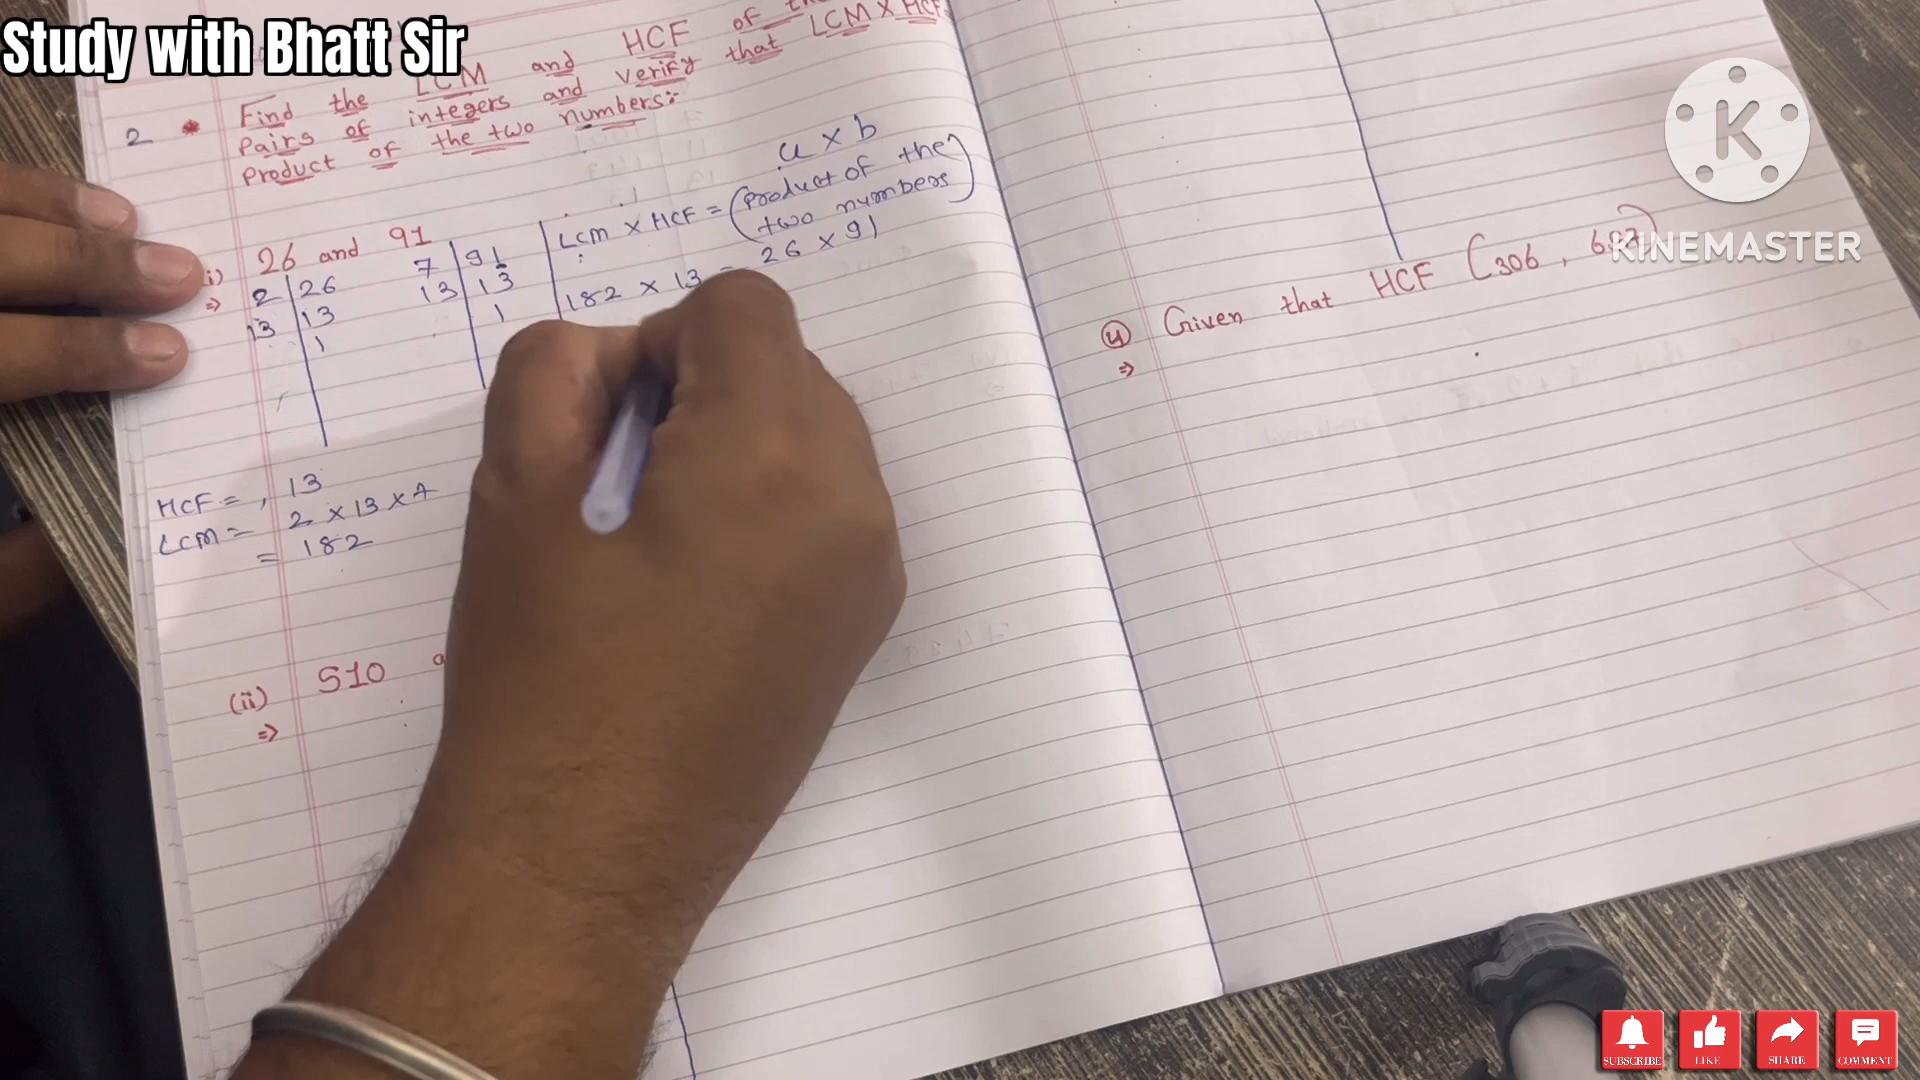 Study with Bhatt Sir
2 * Find the LCM and HCF of
Pairs of integers and verify that LCM X HCF =
product of the two numbers:-
a x b
Lcm x HCF = (product of the
two numbers)
i) 26 and 91
26 x 91
182 x 13 =
=> 2 26 7 91
13 13 13 13
1 1
HCF = , 13
LCM = 2 x 13 x 7
= 182
(ii) 510
=>
KINEMASTER
④ Given that HCF (306,
=>
SUBSCRIBE LIKE SHARE COMMENT